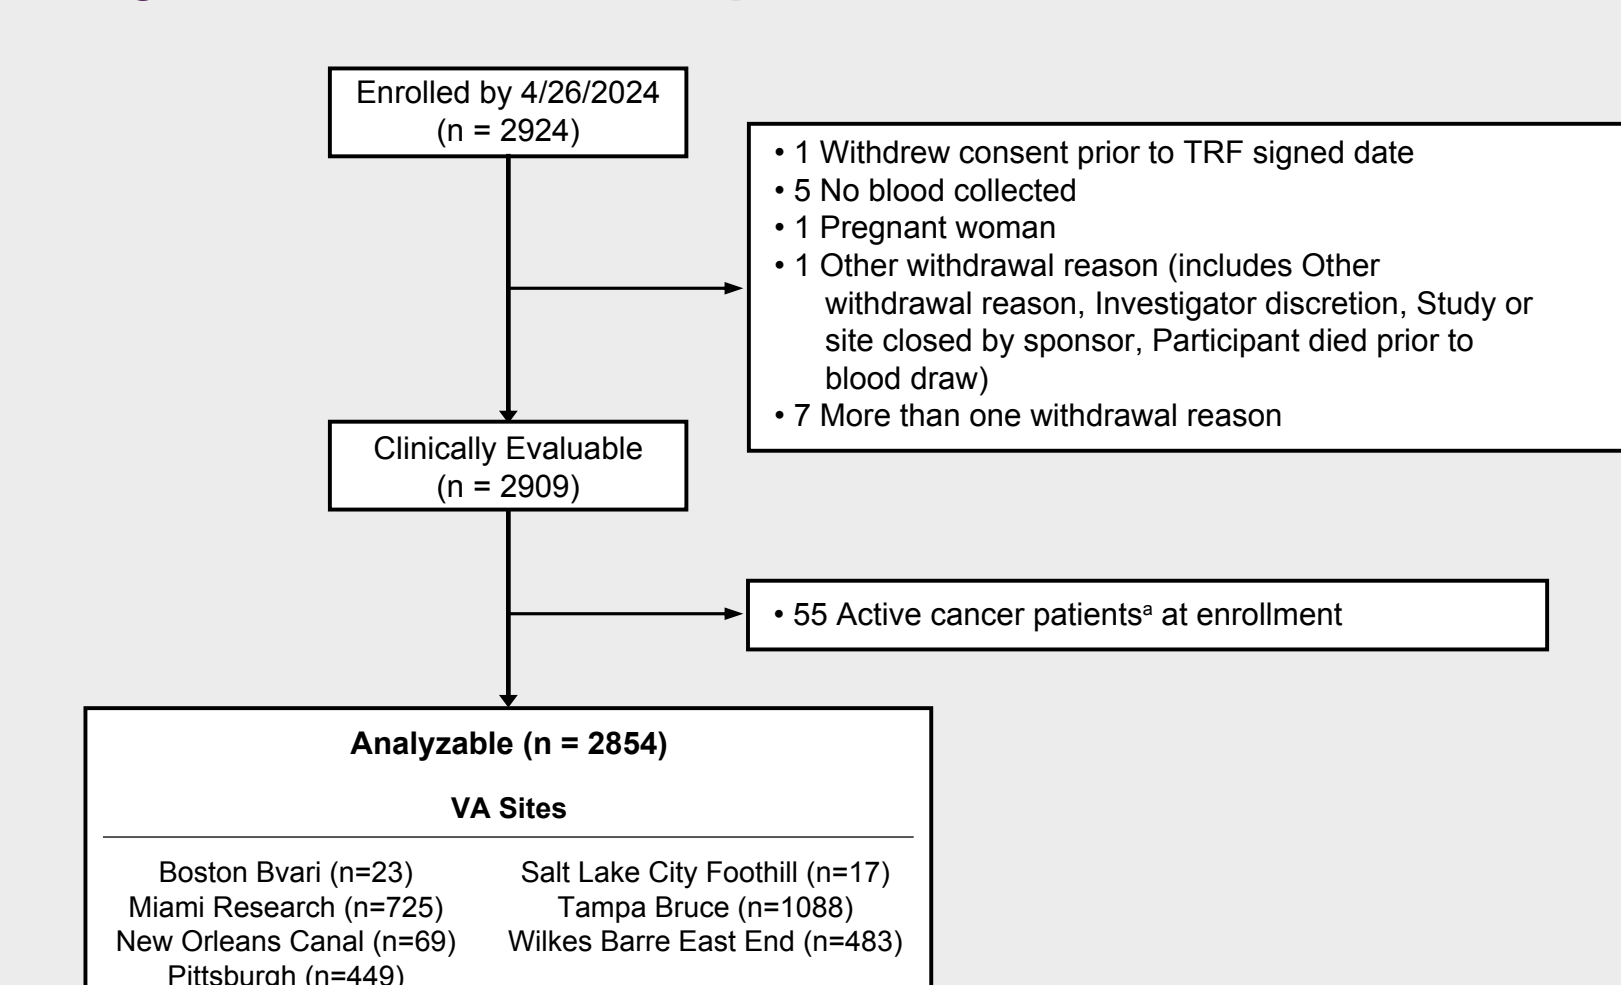 Enrolled by 4/26/2024
(n = 2924)
• 1 Withdrew consent prior to TRF signed date
• 5 No blood collected
• 1 Pregnant woman
• 1 Other withdrawal reason (includes Other
withdrawal reason, Investigator discretion, Study or
site closed by sponsor, Participant died prior to
blood draw)
• 7 More than one withdrawal reason
Clinically Evaluable
(n = 2909)
• 55 Active cancer patientsᵃ at enrollment
Analyzable (n = 2854)
VA Sites
Boston Bvari (n=23)
Miami Research (n=725)
New Orleans Canal (n=69)
Pittsburgh (n=449)
Salt Lake City Foothill (n=17)
Tampa Bruce (n=1088)
Wilkes Barre East End (n=483)